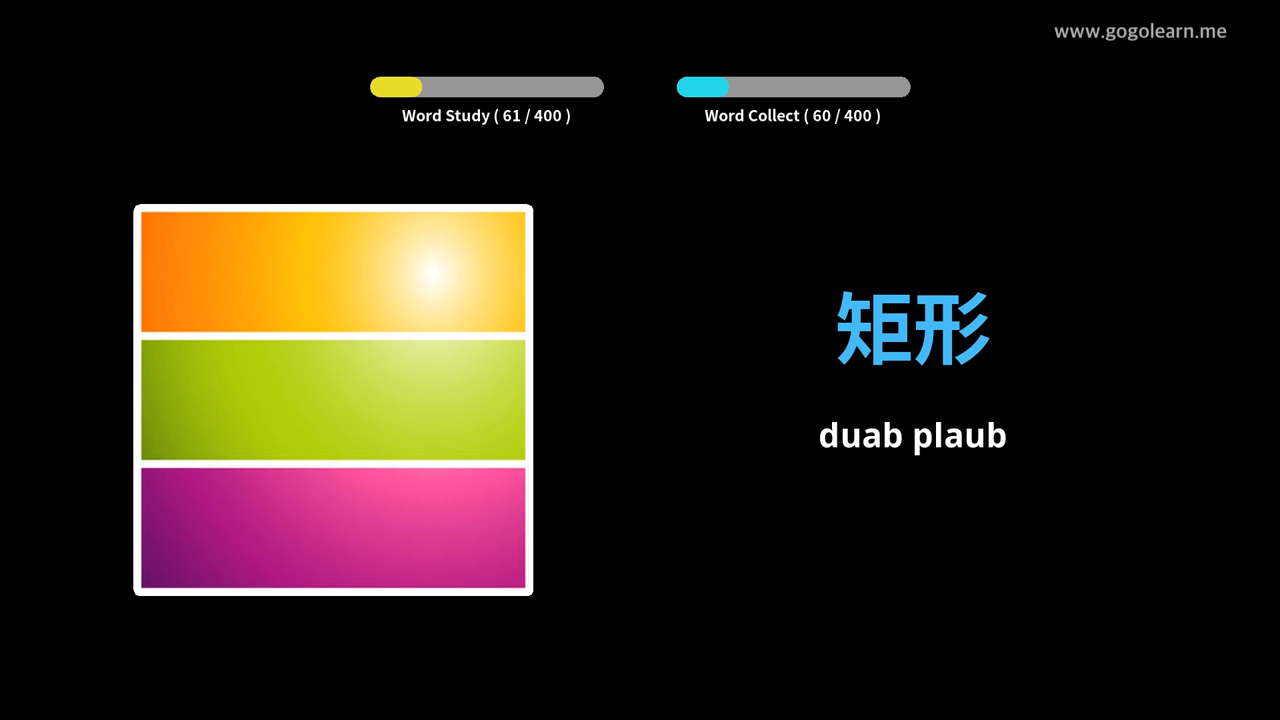 www.gogolearn.me
Word Study ( 61 / 400 )
Word Collect ( 60 / 400 )
矩形
duab plaub